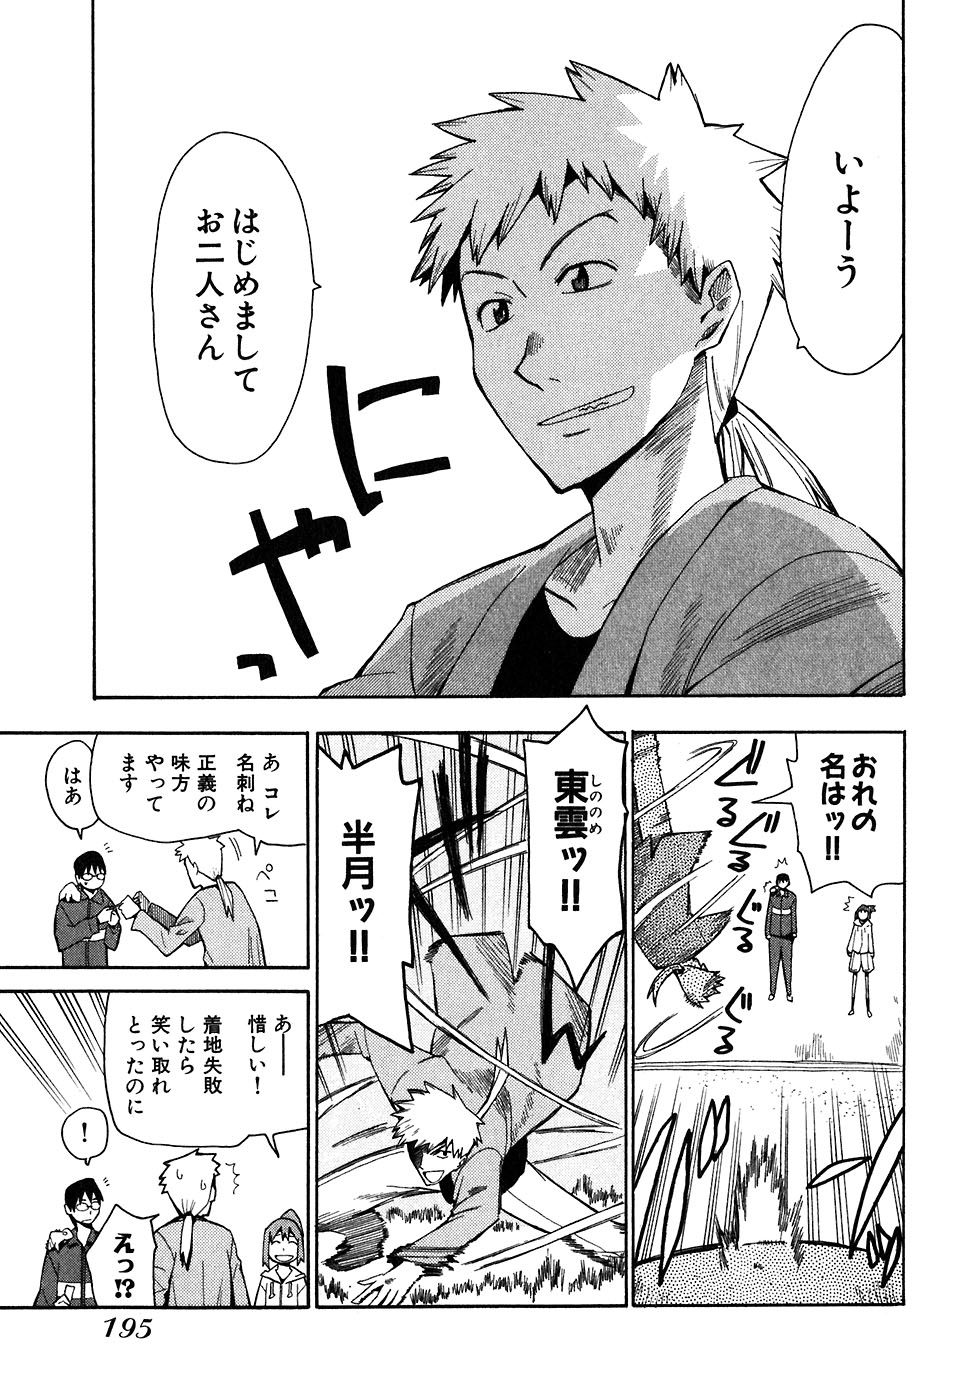 いよーう
はじめまして
お二人さん
にやっ
おれの
名はッ!!
ぐるぐるぐるぐる
東雲ッ!!
しののめ
半月ッ!!
あ コレ
名刺ね
正義の
味方
やって
ます
はあ
ペコ
あ――
惜しい!
着地失敗
したら
笑い取れ
とったのに
!
えっ!?
195